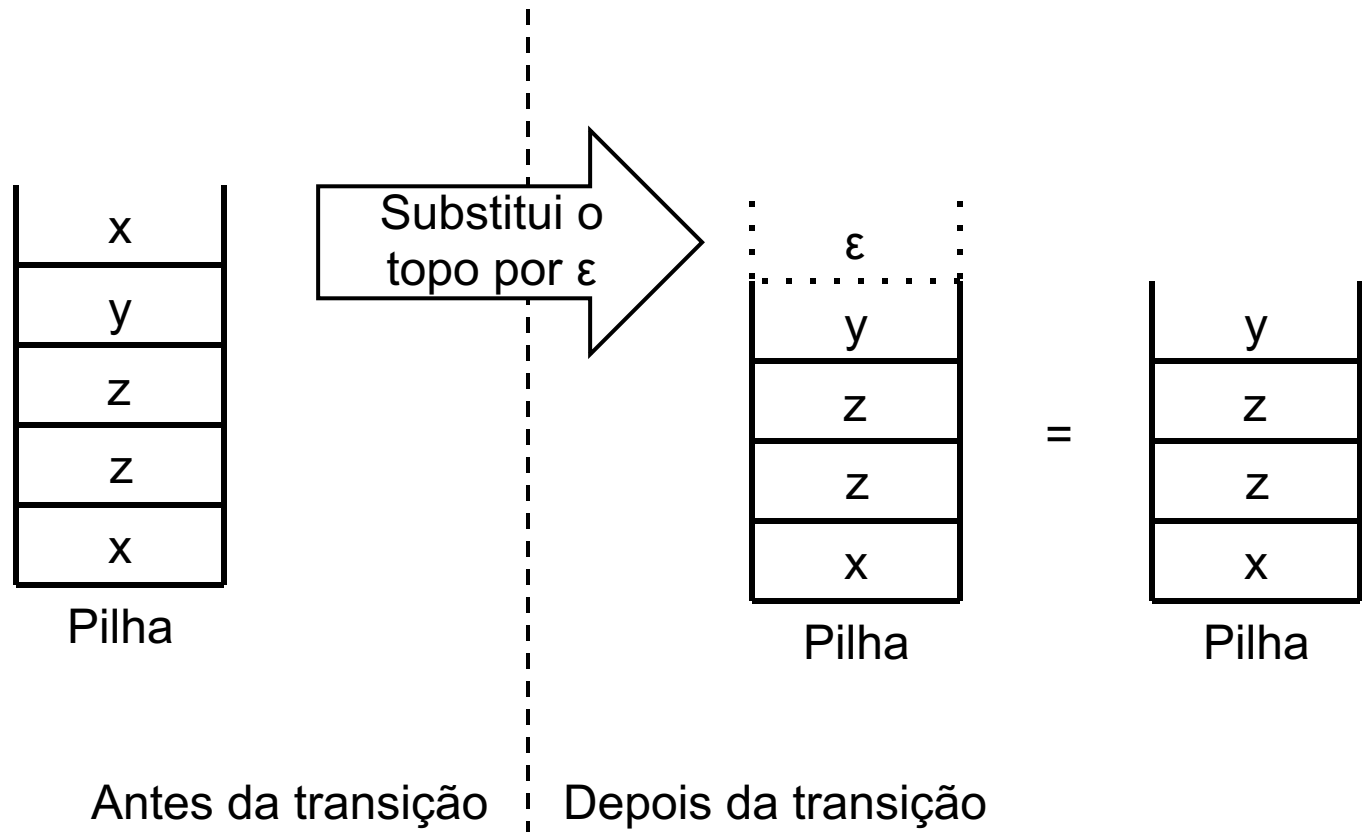 x
y
z
z
x
Pilha
Substitui o
topo por ε
ε
y
z
z
x
Pilha
=
y
z
z
x
Pilha
Antes da transição
Depois da transição